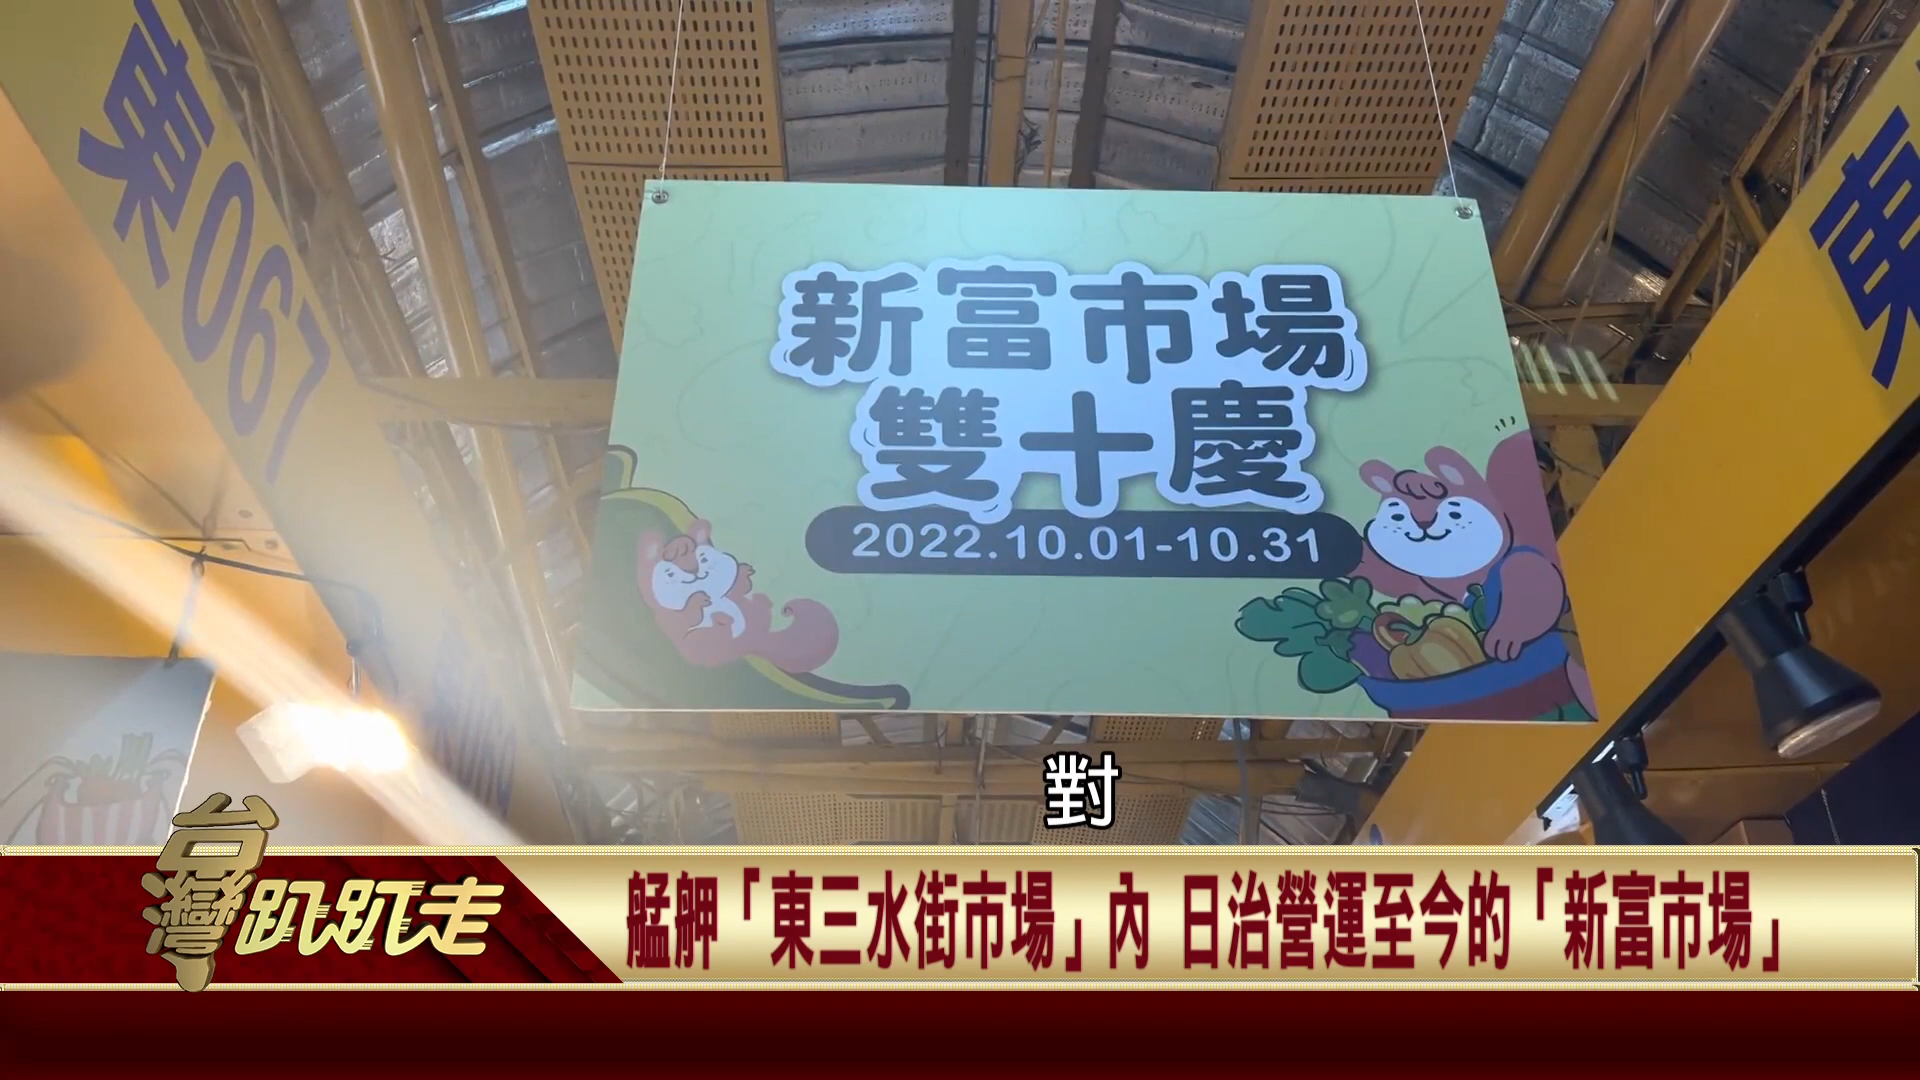 東067
新富市場
雙十慶
2022.10.01-10.31
對
台灣趴趴走
艋舺「東三水街市場」內 日治營運至今的「新富市場」